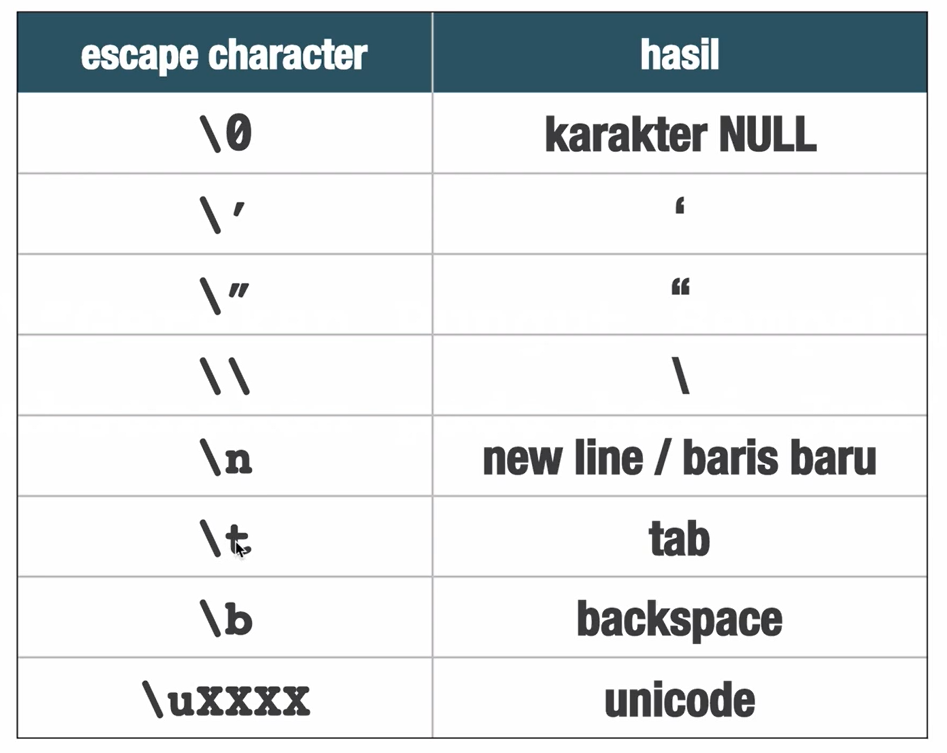 escape character hasil
\0 karakter NULL
\’ ‘
\” “
\\ \
\n new line / baris baru
\t tab
\b backspace
\uXXXX unicode